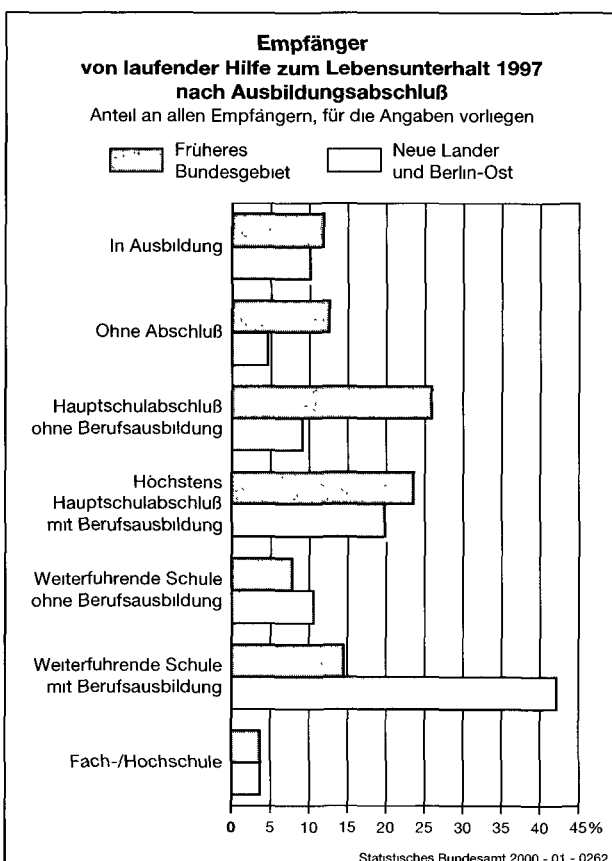 Empfänger
von laufender Hilfe zum Lebensunterhalt 1997
nach Ausbildungsabschluß
Anteil an allen Empfangern, für die Angaben vorliegen
Früheres
Bundesgebiet
Neue Lander
und Berlin-Ost
In Ausbildung
Ohne Abschluß
Hauptschulabschluß
ohne Berufsausbildung
Höchstens
Hauptschulabschluß
mit Berufsausbildung
Weiterfuhrende Schule
ohne Berufsausbildung
Weiterfuhrende Schule
mit Berufsausbildung
Fach-/Hochschule
0 5 10 15 20 25 30 35 40 45%
Statistisches Bundesamt 2000 - 01 - 0262